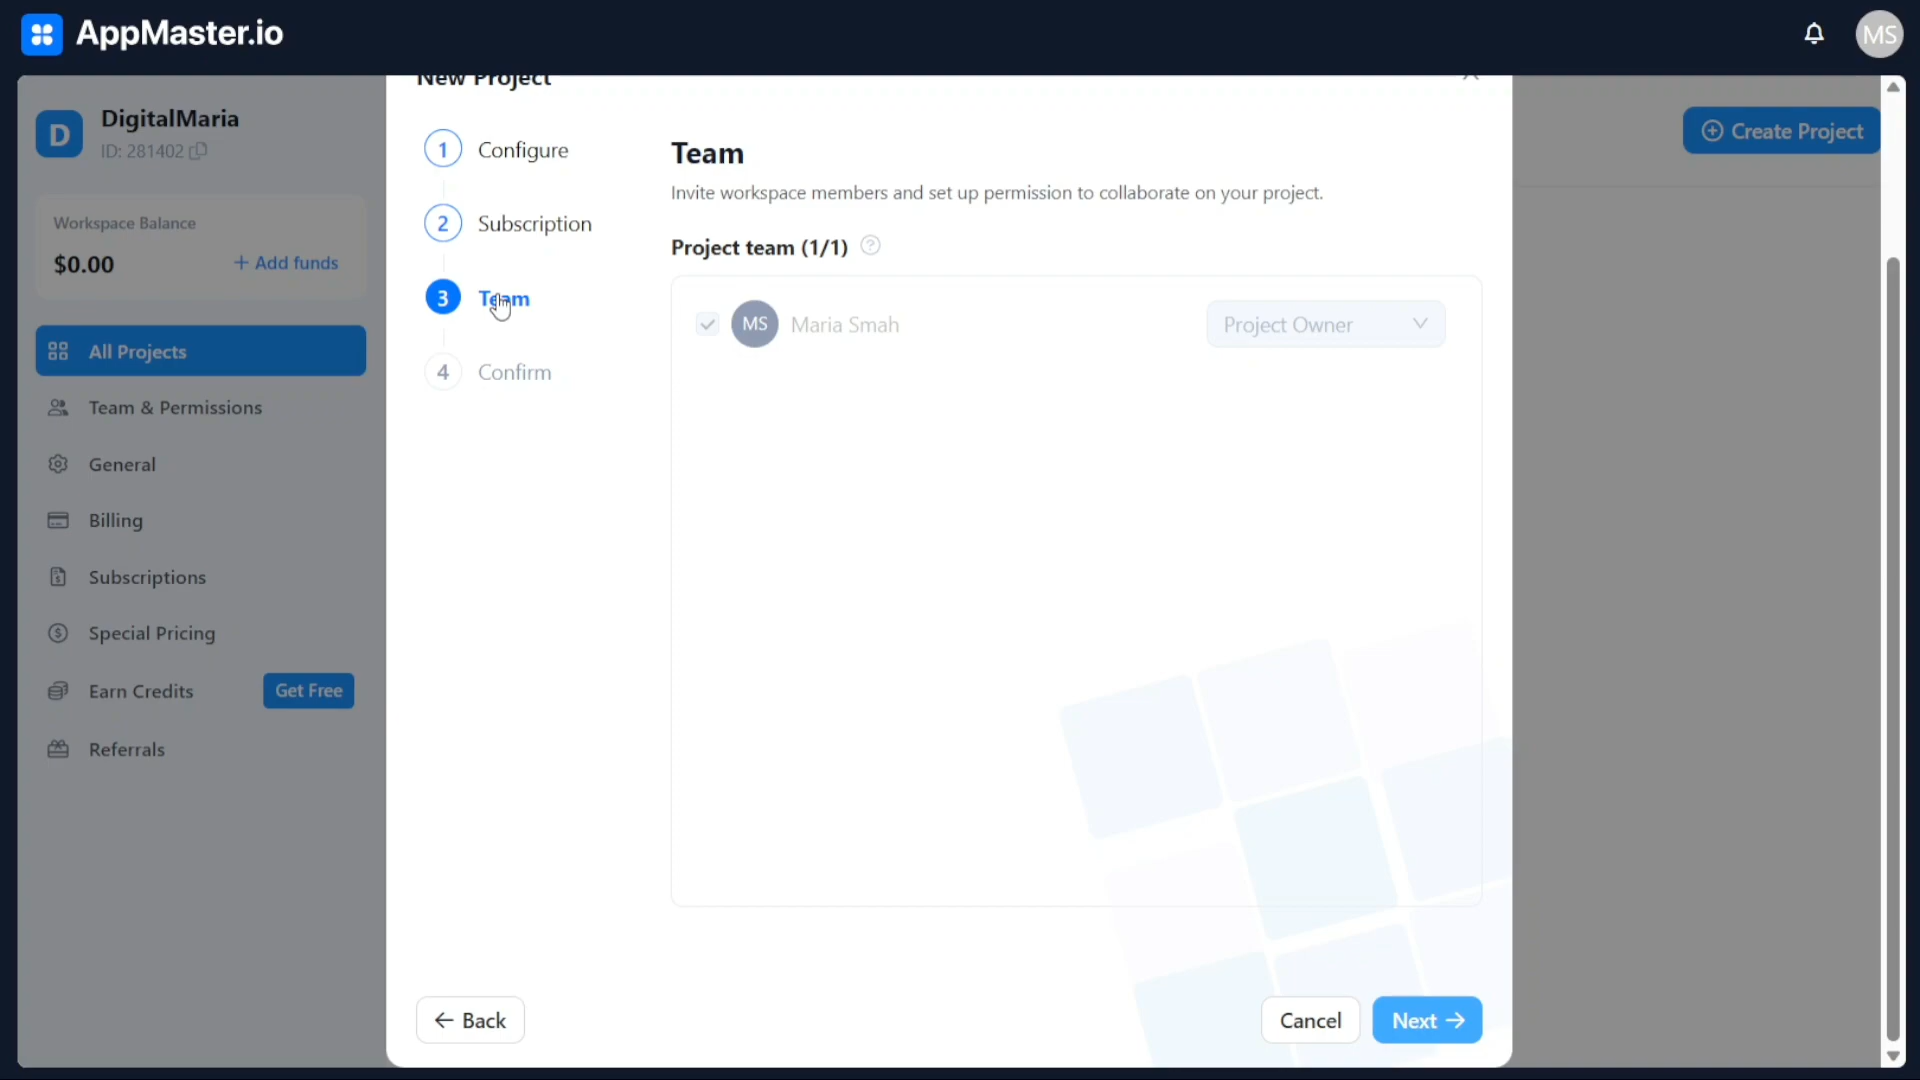 AppMaster.io
MS
New Project
D
DigitalMaria
ID: 281402
Create Project
1 Configure
Team
Invite workspace members and set up permission to collaborate on your project.
Workspace Balance
$0.00
+ Add funds
2 Subscription
Project team (1/1)
3 Team
MS Maria Smah
Project Owner
All Projects
4 Confirm
Team & Permissions
General
Billing
Subscriptions
Special Pricing
Earn Credits
Get Free
Referrals
Back
Cancel
Next